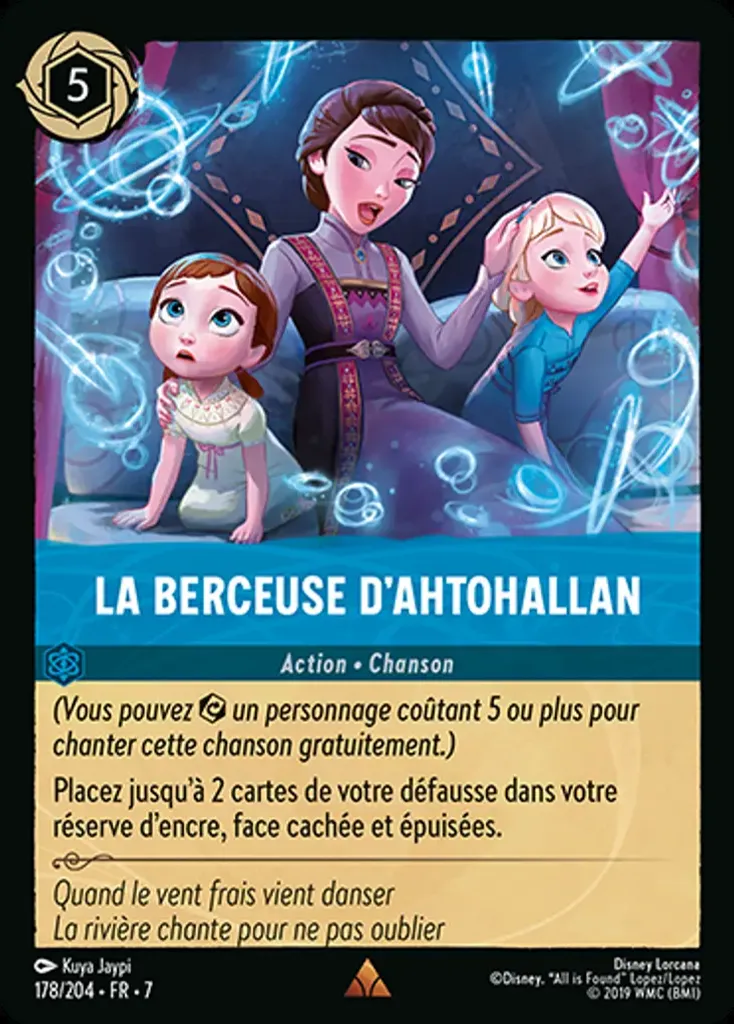 5
LA BERCEUSE D'AHTOHALLAN
Action • Chanson
(Vous pouvez un personnage coûtant 5 ou plus pour
chanter cette chanson gratuitement.)
Placez jusqu'à 2 cartes de votre défausse dans votre
réserve d'encre, face cachée et épuisées.
Quand le vent frais vient danser
La rivière chante pour ne pas oublier
Kuya Jaypi
Disney Lorcana
178/204 • FR • 7
©Disney. "All is Found" Lopez/Lopez
© 2019 WMC (BMI)